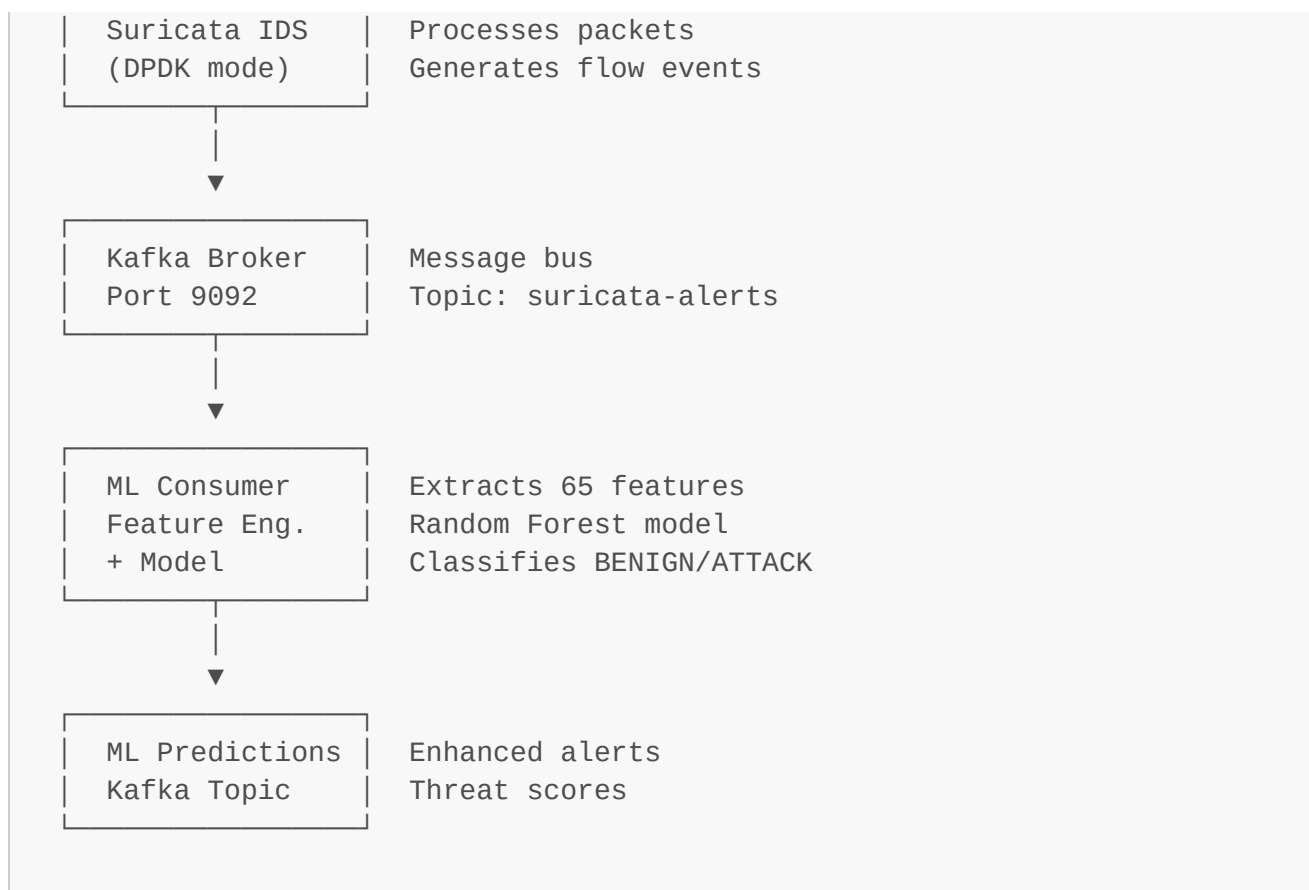 Suricata IDS Processes packets
(DPDK mode) Generates flow events
Kafka Broker Message bus
Port 9092 Topic: suricata-alerts
ML Consumer Extracts 65 features
Feature Eng. Random Forest model
+ Model Classifies BENIGN/ATTACK
ML Predictions Enhanced alerts
Kafka Topic Threat scores